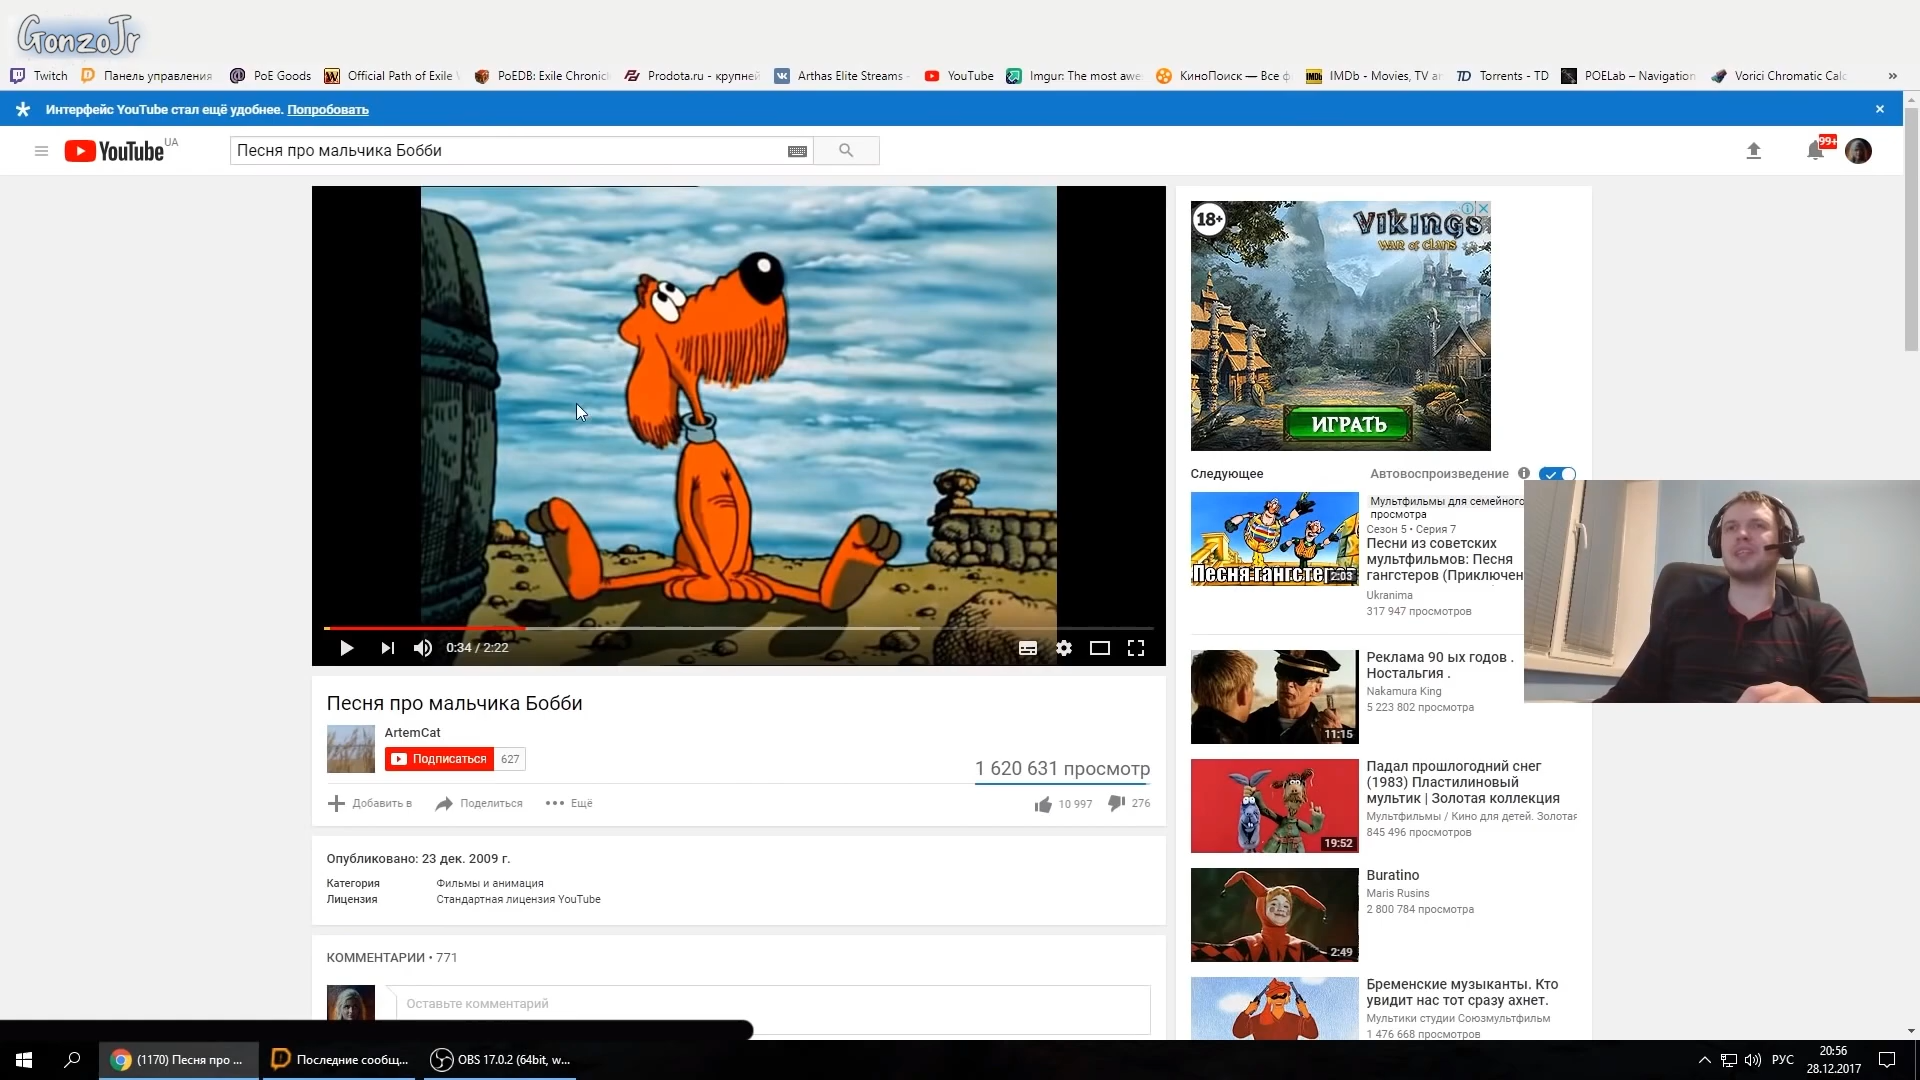 GonzoJr
Twitch
Панель управления
PoE Goods
Official Path of Exile
PoEDB: Exile Chronicl
Prodota.ru - крупней
Arthas Elite Streams -
YouTube
Imgur: The most awe
КиноПоиск — Все ф
IMDb - Movies, TV a
Torrents - TD
POELab – Navigation
Vorici Chromatic Calc
»
Интерфейс YouTube стал ещё удобнее. Попробовать
YouTube UA
Песня про мальчика Бобби
99+
18+
VIKINGS
WAR OF CLANS
ИГРАТЬ
0:34 / 2:22
Песня про мальчика Бобби
ArtemCat
Подписаться 627
1 620 631 просмотр
Добавить в
Поделиться
Ещё
10 997
276
Опубликовано: 23 дек. 2009 г.
Категория Фильмы и анимация
Лицензия Стандартная лицензия YouTube
КОММЕНТАРИИ • 771
Оставьте комментарий
Следующее
Автовоспроизведение
Песня гангстер
2:03
Мультфильмы для семейного
просмотра
Сезон 5 • Серия 7
Песни из советских
мультфильмов: Песня
гангстеров (Приключен
Ukranima
317 947 просмотров
11:15
Реклама 90 ых годов .
Ностальгия .
Nakamura King
5 223 802 просмотра
19:52
Падал прошлогодний снег
(1983) Пластилиновый
мультик | Золотая коллекция
Мультфильмы / Кино для детей. Золотая
845 496 просмотров
2:49
Buratino
Maris Rusins
2 800 784 просмотра
Бременские музыканты. Кто
увидит нас тот сразу ахнет.
Мультики студии Союзмультфильм
1 476 668 просмотров
(1170) Песня про ...
Последние сообщ...
OBS 17.0.2 (64bit, w...
РУС
20:56
28.12.2017